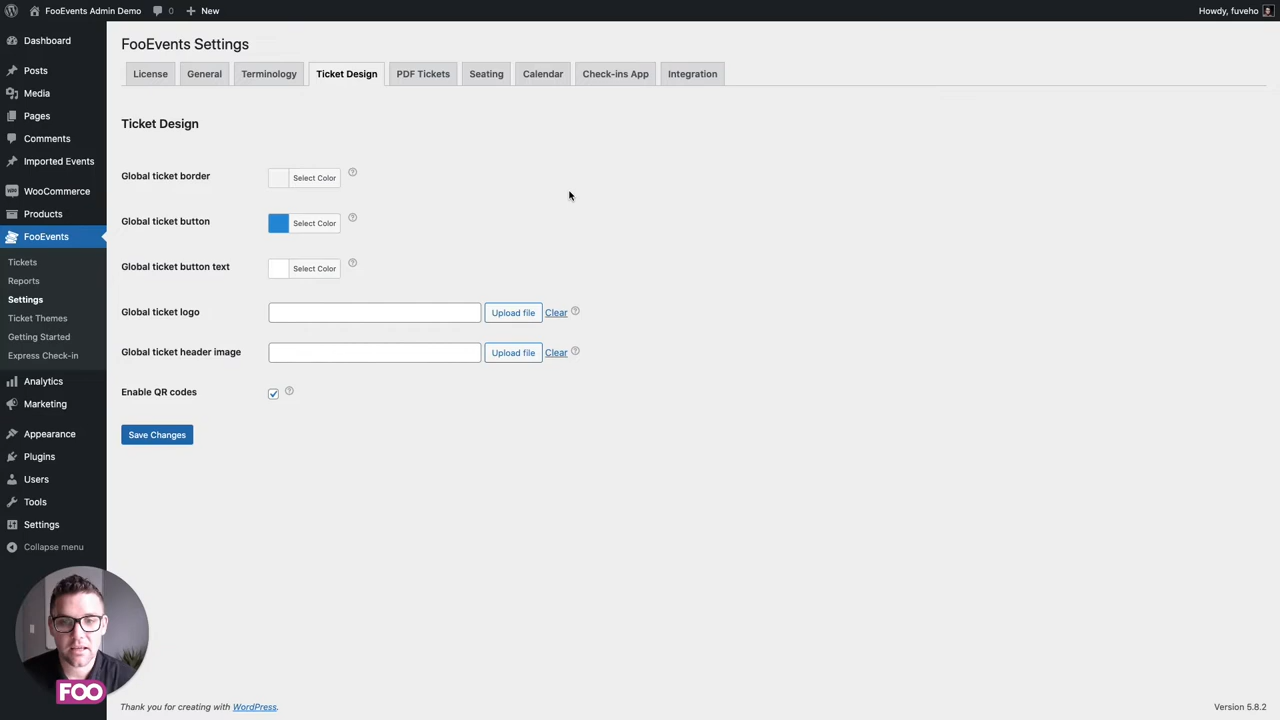 FooEvents Admin Demo 0 New Howdy, fuveho
Dashboard
Posts
Media
Pages
Comments
Imported Events
WooCommerce
Products
FooEvents
Tickets
Reports
Settings
Ticket Themes
Getting Started
Express Check-in
Analytics
Marketing
Appearance
Plugins
Users
Tools
Settings
Collapse menu
FooEvents Settings
License General Terminology Ticket Design PDF Tickets Seating Calendar Check-ins App Integration
Ticket Design
Global ticket border Select Color
Global ticket button Select Color
Global ticket button text Select Color
Global ticket logo Upload file Clear
Global ticket header image Upload file Clear
Enable QR codes
Save Changes
FOO
Thank you for creating with WordPress. Version 5.8.2